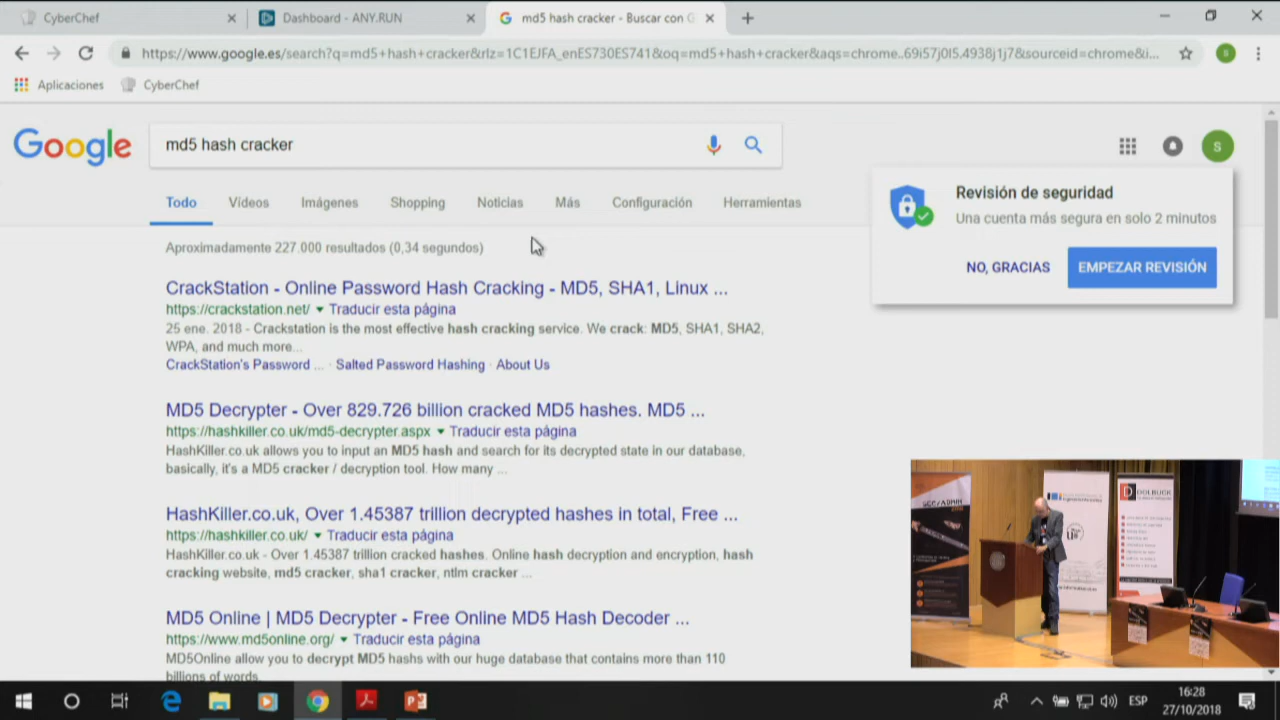 CyberChef
Dashboard - ANY.RUN
md5 hash cracker - Buscar con G
https://www.google.es/search?q=md5+hash+cracker&rlz=1C1EJFA_enES730ES741&oq=md5+hash+cracker&aqs=chrome..69i57j0l5.4938j1j7&sourceid=chrome&i...
S
Aplicaciones
CyberChef
Google
md5 hash cracker
S
Todo
Vídeos
Imágenes
Shopping
Noticias
Más
Configuración
Herramientas
Revisión de seguridad
Una cuenta más segura en solo 2 minutos
NO, GRACIAS
EMPEZAR REVISIÓN
Aproximadamente 227.000 resultados (0,34 segundos)
CrackStation - Online Password Hash Cracking - MD5, SHA1, Linux ...
https://crackstation.net/ Traducir esta página
25 ene. 2018 - Crackstation is the most effective hash cracking service. We crack: MD5, SHA1, SHA2,
WPA, and much more...
CrackStation's Password ... · Salted Password Hashing · About Us
MD5 Decrypter - Over 829.726 billion cracked MD5 hashes. MD5 ...
https://hashkiller.co.uk/md5-decrypter.aspx Traducir esta página
HashKiller.co.uk allows you to input an MD5 hash and search for its decrypted state in our database,
basically, it's a MD5 cracker / decryption tool. How many ...
HashKiller.co.uk, Over 1.45387 trillion decrypted hashes in total, Free ...
https://hashkiller.co.uk/ Traducir esta página
HashKiller.co.uk - Over 1.45387 trillion cracked hashes. Online hash decryption and encryption, hash
cracking website, md5 cracker, sha1 cracker, ntlm cracker ...
MD5 Online | MD5 Decrypter - Free Online MD5 Hash Decoder ...
https://www.md5online.org/ Traducir esta página
MD5Online allow you to decrypt MD5 hashs with our huge database that contains more than 110
billions of words.
DOLBUCK
ESP
16:28
27/10/2018